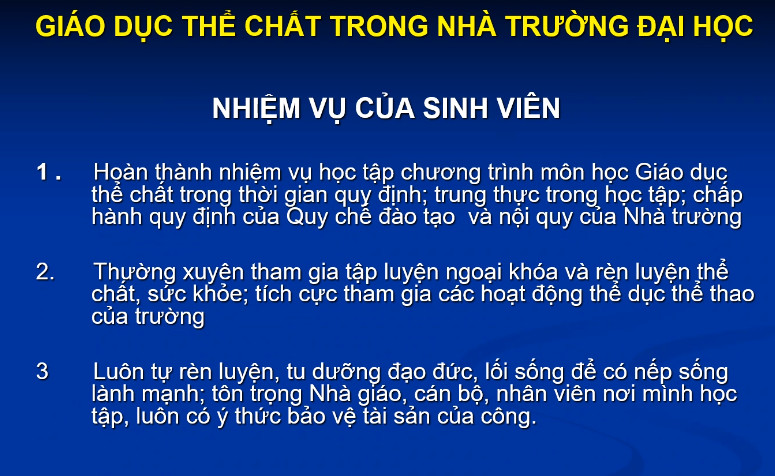 GIÁO DỤC THỂ CHẤT TRONG NHÀ TRƯỜNG ĐẠI HỌC
NHIỆM VỤ CỦA SINH VIÊN
1 . Hoàn thành nhiệm vụ học tập chương trình môn học Giáo dục
thể chất trong thời gian quy định; trung thực trong học tập; chấp
hành quy định của Quy chế đào tạo và nội quy của Nhà trường
2. Thường xuyên tham gia tập luyện ngoại khóa và rèn luyện thể
chất, sức khỏe; tích cực tham gia các hoạt động thể dục thể thao
của trường
3 Luôn tự rèn luyện, tu dưỡng đạo đức, lối sống để có nếp sống
lành mạnh; tôn trọng Nhà giáo, cán bộ, nhân viên nơi mình học
tập, luôn có ý thức bảo vệ tài sản của công.